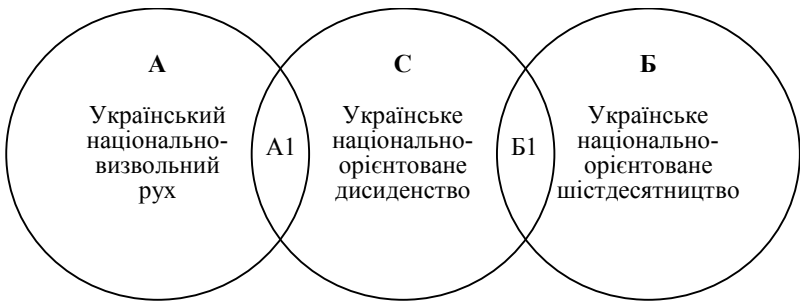 А
Український
національно-
визвольний
рух
А1
С
Українське
національно-
орієнтоване
дисиденство
Б1
Б
Українське
національно-
орієнтоване
шістдесятництво